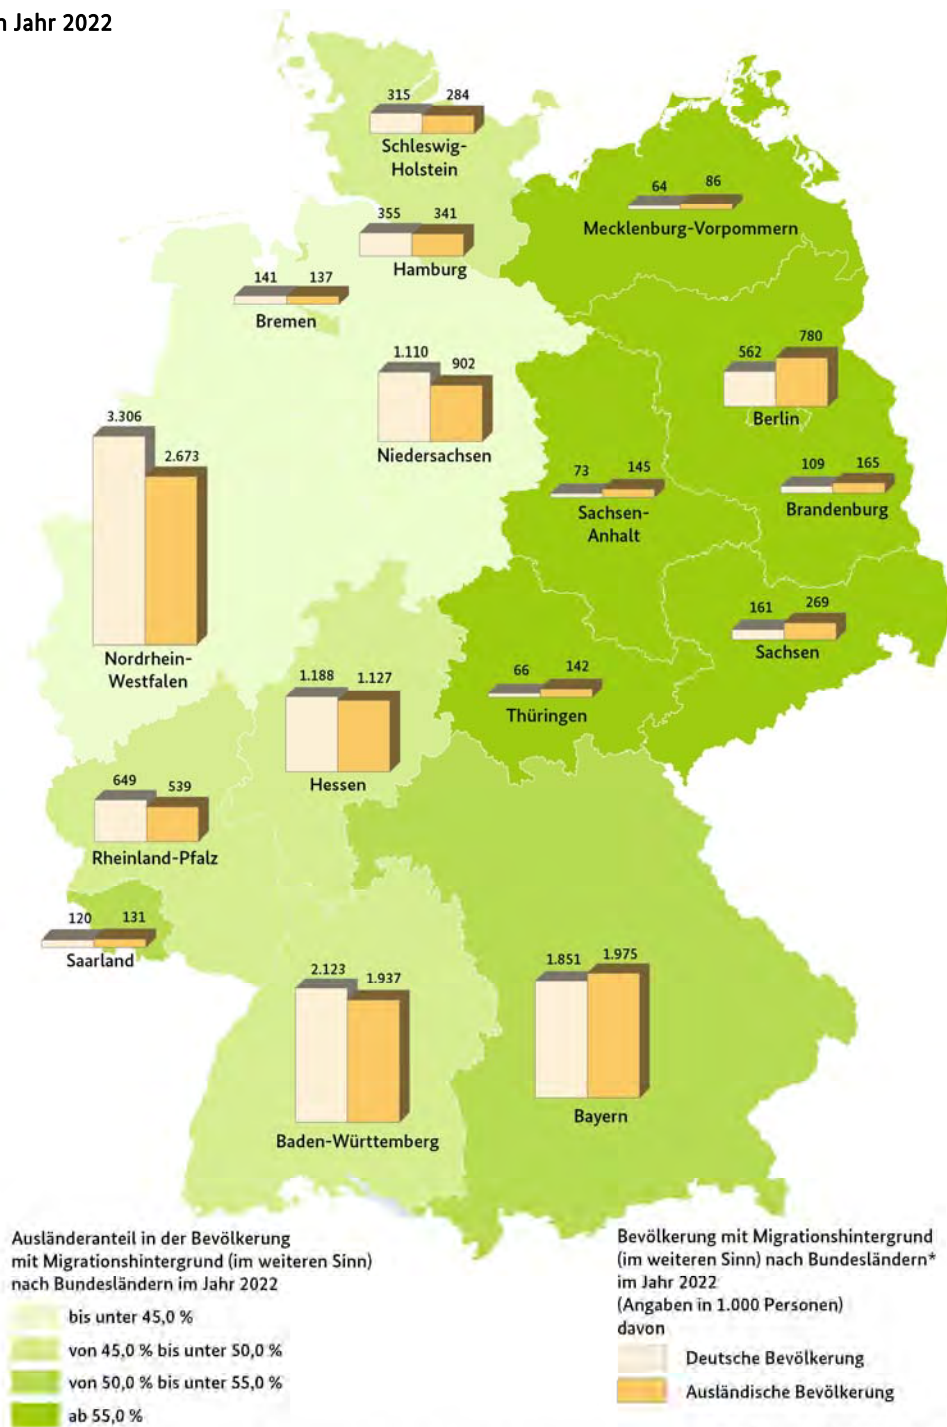 n Jahr 2022
315 284
Schleswig-
Holstein
64 86
Mecklenburg-Vorpommern
355 341
Hamburg
141 137
Bremen
1.110 902
Niedersachsen
562 780
Berlin
3.306 2.673
Nordrhein-
Westfalen
73 145
Sachsen-
Anhalt
109 165
Brandenburg
161 269
Sachsen
66 142
Thüringen
1.188 1.127
Hessen
649 539
Rheinland-Pfalz
120 131
Saarland
2.123 1.937
Baden-Württemberg
1.851 1.975
Bayern
Ausländeranteil in der Bevölkerung
mit Migrationshintergrund (im weiteren Sinn)
nach Bundesländern im Jahr 2022
bis unter 45,0 %
von 45,0 % bis unter 50,0 %
von 50,0 % bis unter 55,0 %
ab 55,0 %
Bevölkerung mit Migrationshintergrund
(im weiteren Sinn) nach Bundesländern*
im Jahr 2022
(Angaben in 1.000 Personen)
davon
Deutsche Bevölkerung
Ausländische Bevölkerung